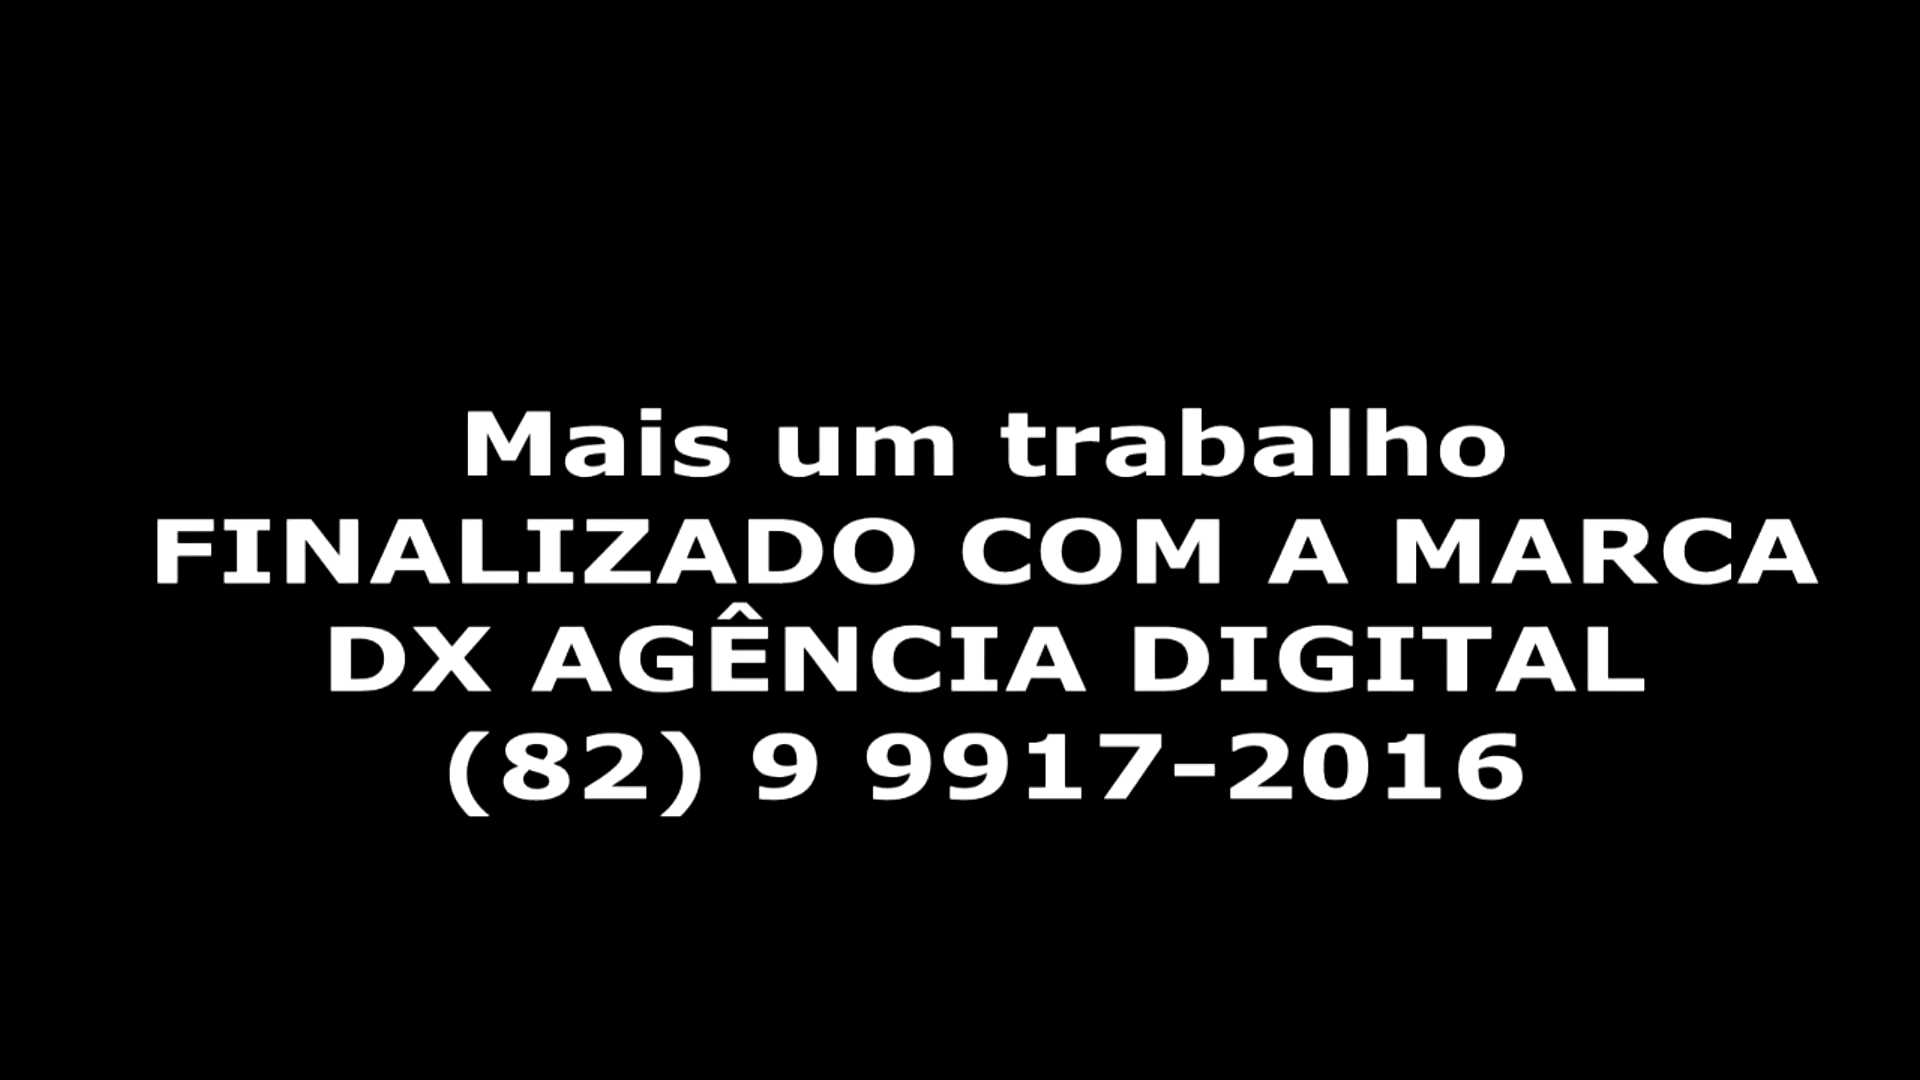 Mais um trabalho
FINALIZADO COM A MARCA
DX AGÊNCIA DIGITAL
(82) 9 9917-2016